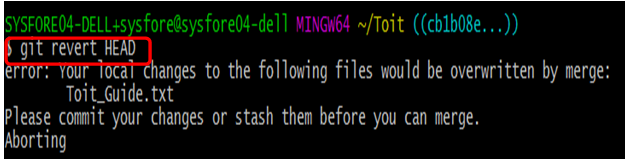 SYSFORE04-DELL+sysfore@sysfore04-dell MINGW64 ~/Toit ((cb1b08e...))
$ git revert HEAD
error: Your local changes to the following files would be overwritten by merge:
        Toit_Guide.txt
Please commit your changes or stash them before you can merge.
Aborting